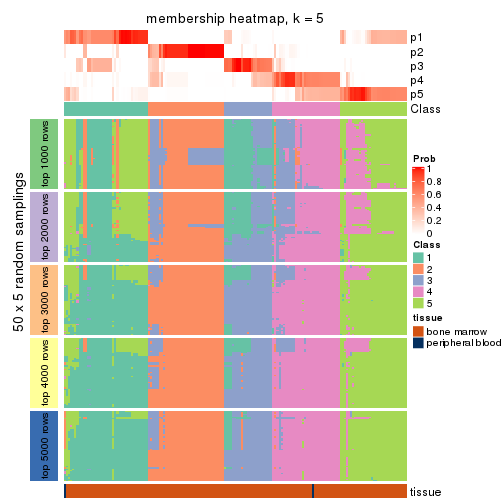 membership heatmap, k = 5
p1
p2
p3
p4
p5
Class
50 x 5 random samplings
top 1000 rows
top 2000 rows
top 3000 rows
top 4000 rows
top 5000 rows
Prob
1
0.8
0.6
0.4
0.2
0
Class
1
2
3
4
5
tissue
bone marrow
peripheral blood
tissue